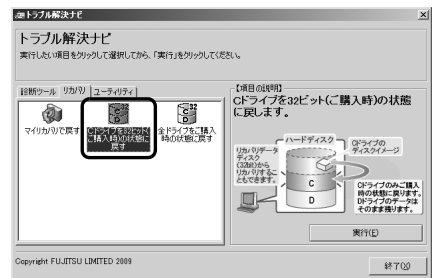 トラブル解決ナビ
トラブル解決ナビ
実行したい項目をクリックして選択してから、「実行」をクリックしてください。
診断ツール リカバリ ユーティリティ
マイリカバリで戻す
Cドライブを32ビット(ご購入時)の状態に戻す
全ドライブをご購入時の状態に戻す
【項目の説明】
Cドライブを32ビット(ご購入時)の状態
に戻します。
ハードディスク
Cドライブの
ディスクイメージ
リカバリデータ
ディスク
(32bit)から
リカバリするこ
ともできます。
C
D
Cドライブのみご購入
時の状態に戻ります。
Dドライブのデータは
そのまま残ります。
実行(E)
Copyright FUJITSU LIMITED 2009
終了(X)